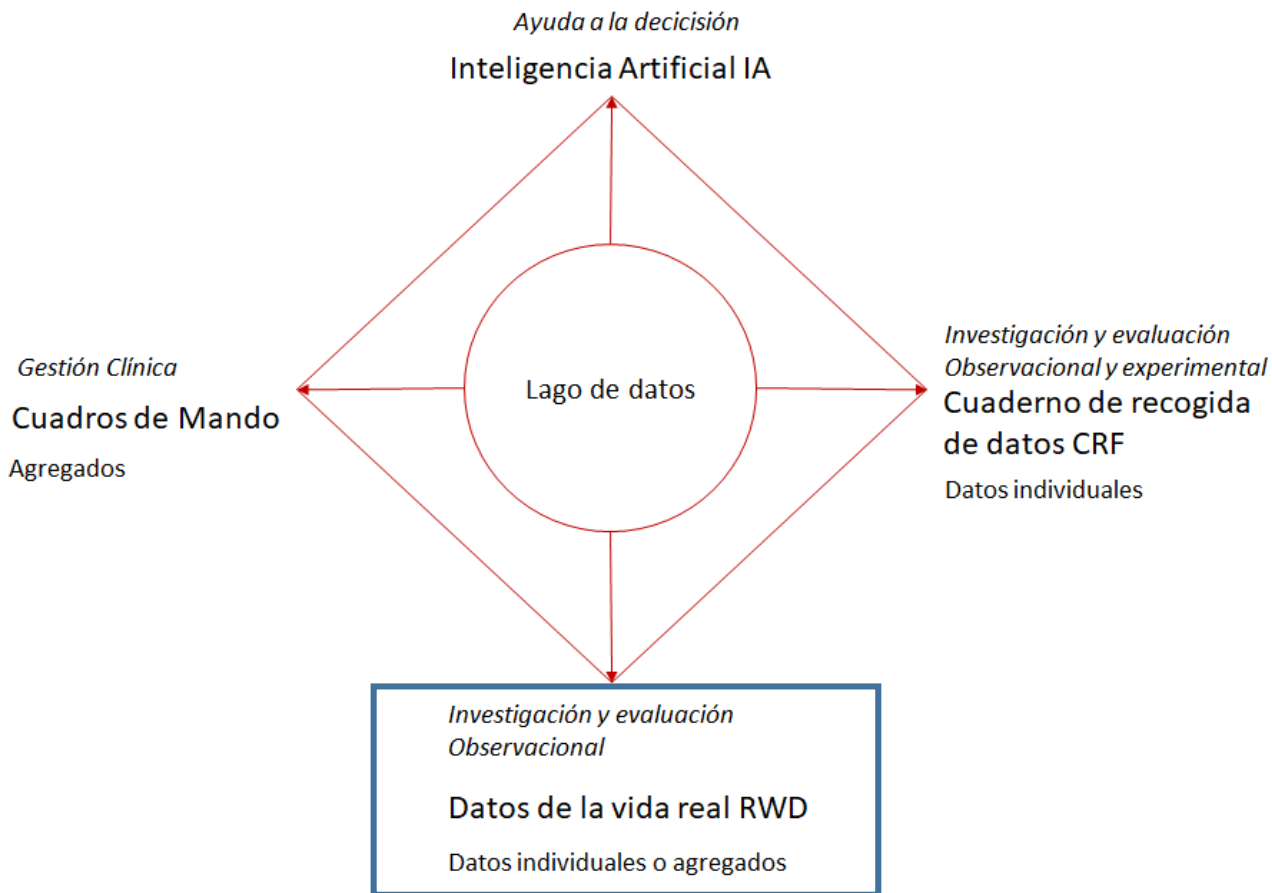 Ayuda a la decicisión
Inteligencia Artificial IA
Gestión Clínica
Cuadros de Mando
Agregados
Lago de datos
Investigación y evaluación
Observacional y experimental
Cuaderno de recogida
de datos CRF
Datos individuales
Investigación y evaluación
Observacional
Datos de la vida real RWD
Datos individuales o agregados